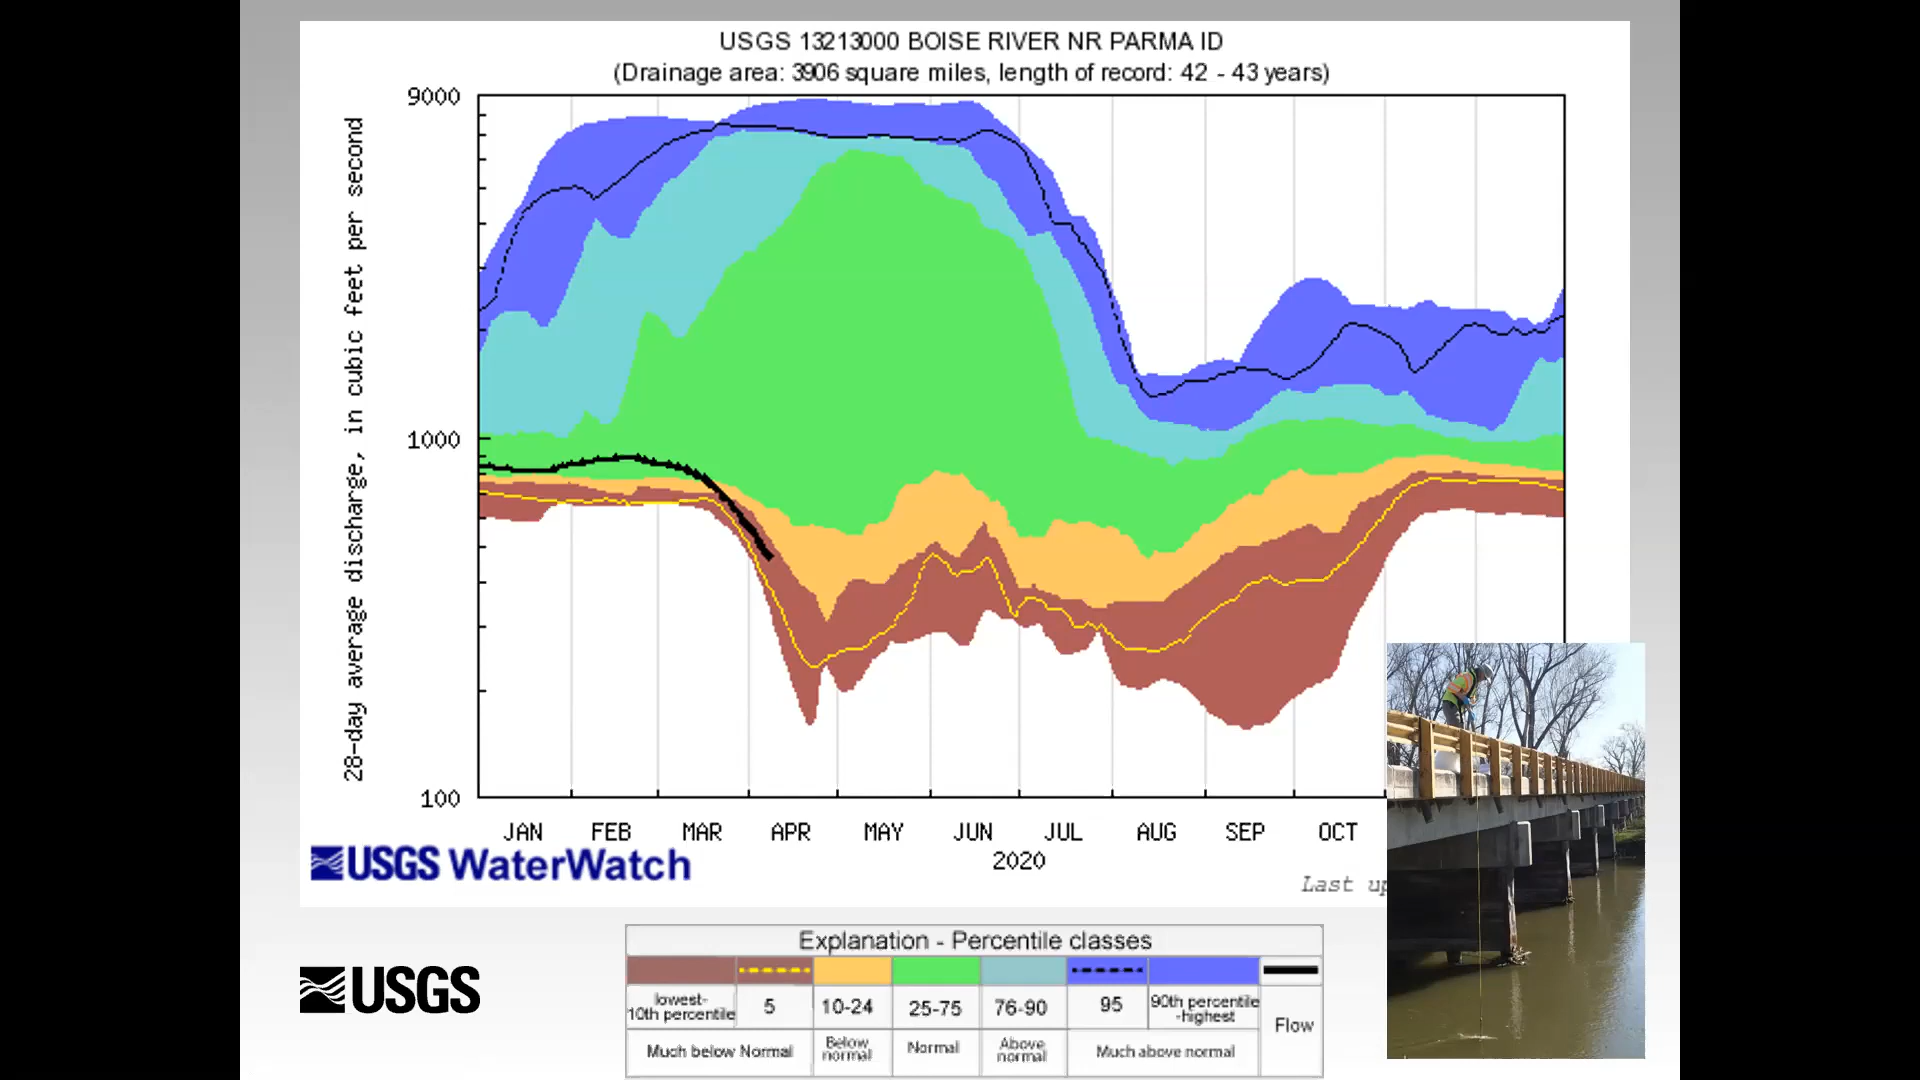 USGS 13213000 BOISE RIVER NR PARMA ID
(Drainage area: 3906 square miles, length of record: 42 - 43 years)
28-day average discharge, in cubic feet per second
9000
1000
100
JAN FEB MAR APR MAY JUN JUL AUG SEP OCT
2020
USGS WaterWatch
Last up
Explanation - Percentile classes
lowest-
10th percentile
5
10-24
25-75
76-90
95
90th percentile
-highest
Flow
Much below Normal
Below
normal
Normal
Above
normal
Much above normal
USGS